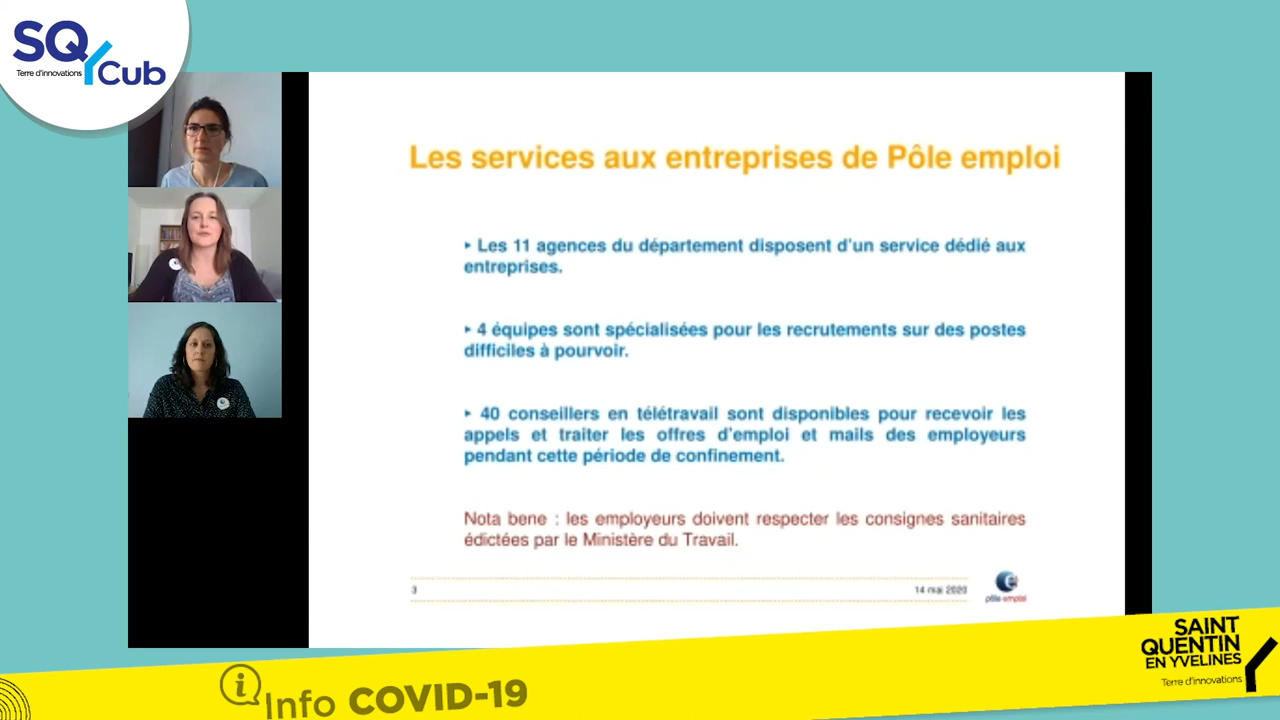 SQY Cub
Terre d'innovations
Les services aux entreprises de Pôle emploi
‣ Les 11 agences du département disposent d'un service dédié aux
entreprises.
‣ 4 équipes sont spécialisées pour les recrutements sur des postes
difficiles à pourvoir.
‣ 40 conseillers en télétravail sont disponibles pour recevoir les
appels et traiter les offres d'emploi et mails des employeurs
pendant cette période de confinement.
Nota bene : les employeurs doivent respecter les consignes sanitaires
édictées par le Ministère du Travail.
3
14 mai 2020
pôle emploi
i Info COVID-19
SAINT
QUENTIN
EN YVELINES
Terre d'innovations